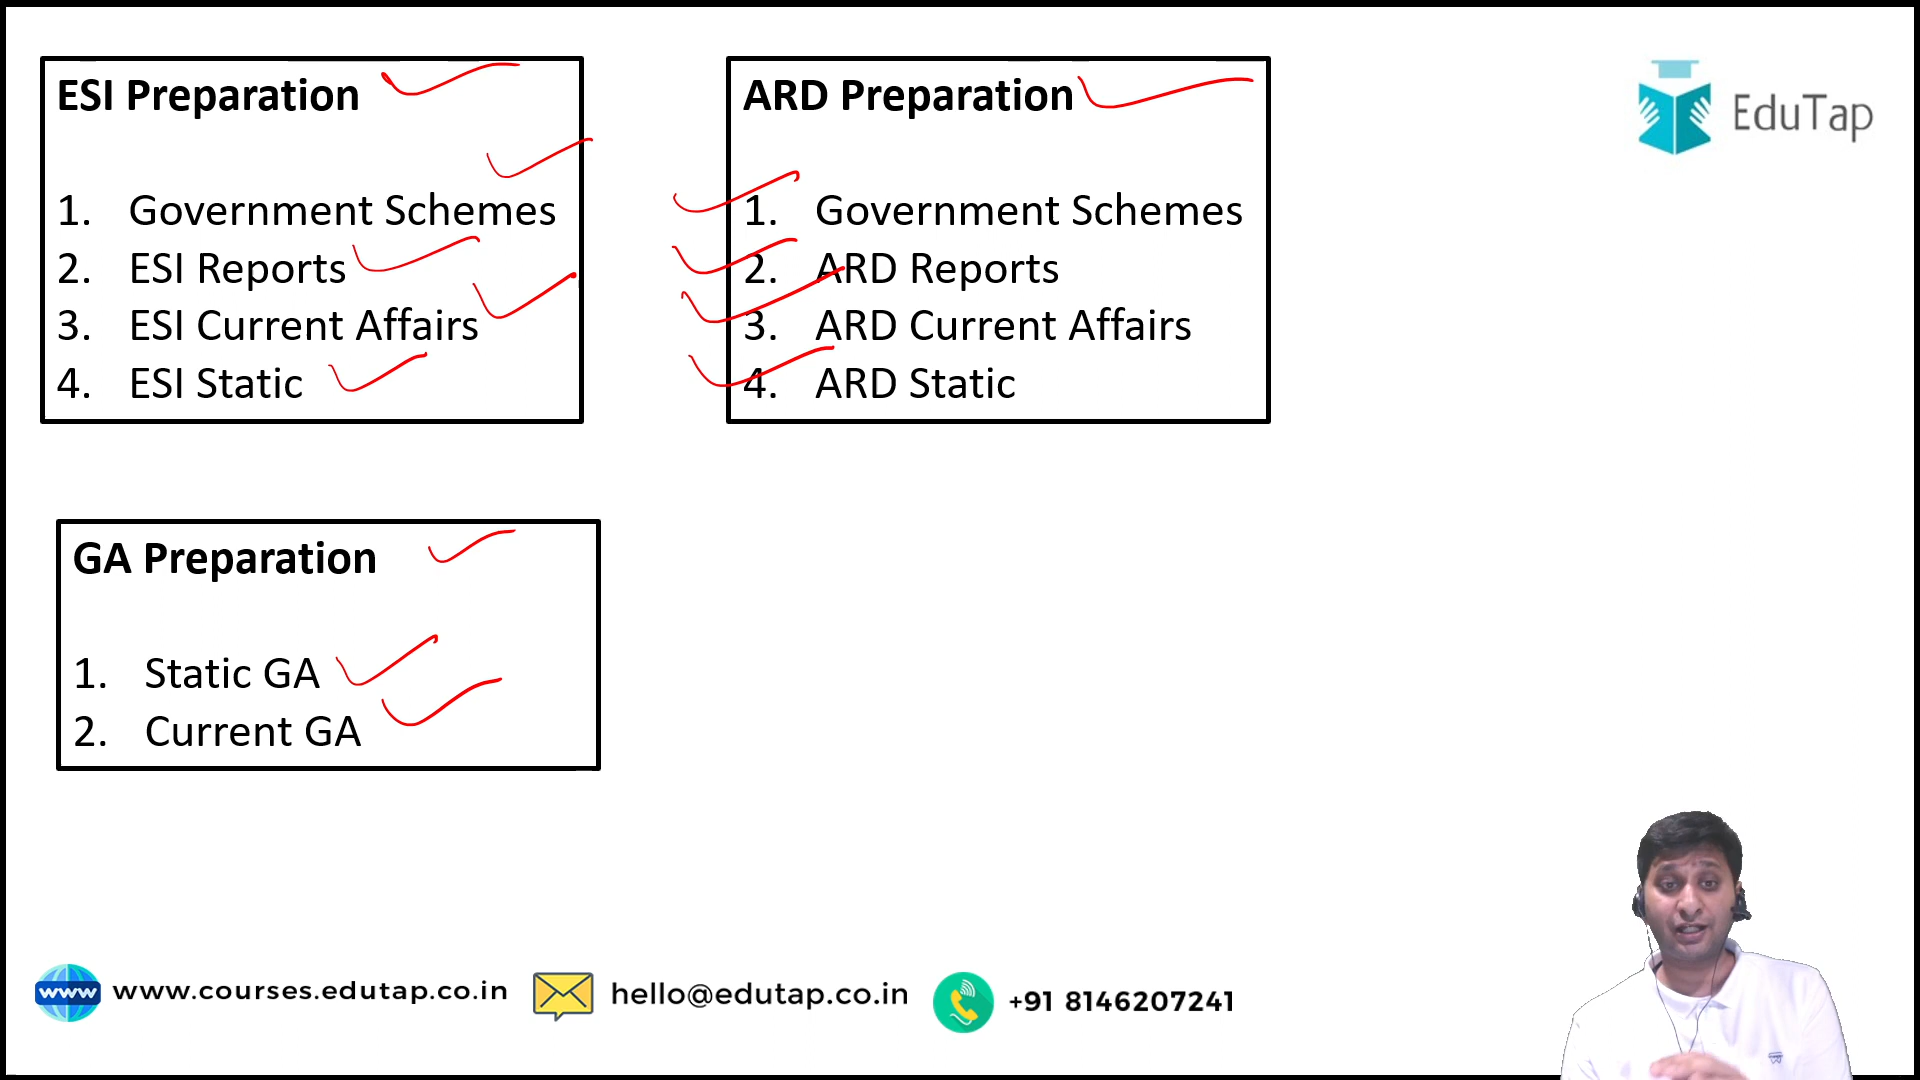 ESI Preparation
1. Government Schemes
2. ESI Reports
3. ESI Current Affairs
4. ESI Static
ARD Preparation
1. Government Schemes
2. ARD Reports
3. ARD Current Affairs
4. ARD Static
EduTap
GA Preparation
1. Static GA
2. Current GA
www www.courses.edutap.co.in
hello@edutap.co.in
+91 8146207241